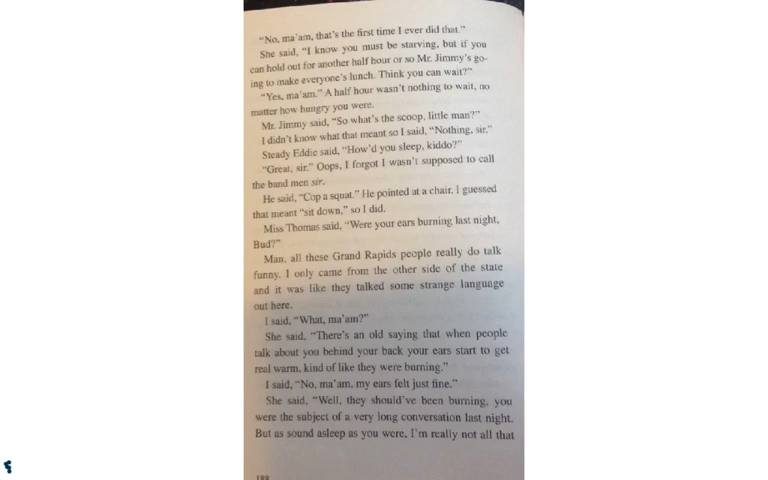 “No, ma’am, that’s the first time I ever did that.”
She said, “I know you must be starving, but if you
can hold out for another half hour or so Mr. Jimmy’s go-
ing to make everyone’s lunch. Think you can wait?”
“Yes, ma’am.” A half hour wasn’t nothing to wait, no
matter how hungry you were.
Mr. Jimmy said, “So what’s the scoop, little man?”
I didn’t know what that meant so I said, “Nothing, sir.”
Steady Eddie said, “How’d you sleep, kiddo?”
“Great, sir.” Oops, I forgot I wasn’t supposed to call
the band men sir.
He said, “Cop a squat.” He pointed at a chair. I guessed
that meant “sit down,” so I did.
Miss Thomas said, “Were your ears burning last night,
Bud?”
Man, all these Grand Rapids people really do talk
funny. I only came from the other side of the state
and it was like they talked some strange language
out here.
I said, “What, ma’am?”
She said, “There’s an old saying that when people
talk about you behind your back your ears start to get
real warm, kind of like they were burning.”
I said, “No, ma’am, my ears felt just fine.”
She said, “Well, they should’ve been burning, you
were the subject of a very long conversation last night.
But as sound asleep as you were, I’m really not all that